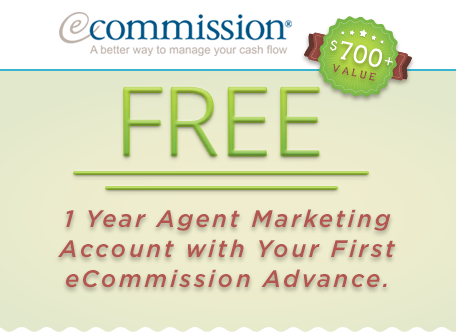 ecommission®
A better way to manage your cash flow
$700+
VALUE
FREE
1 Year Agent Marketing
Account with Your First
eCommission Advance.